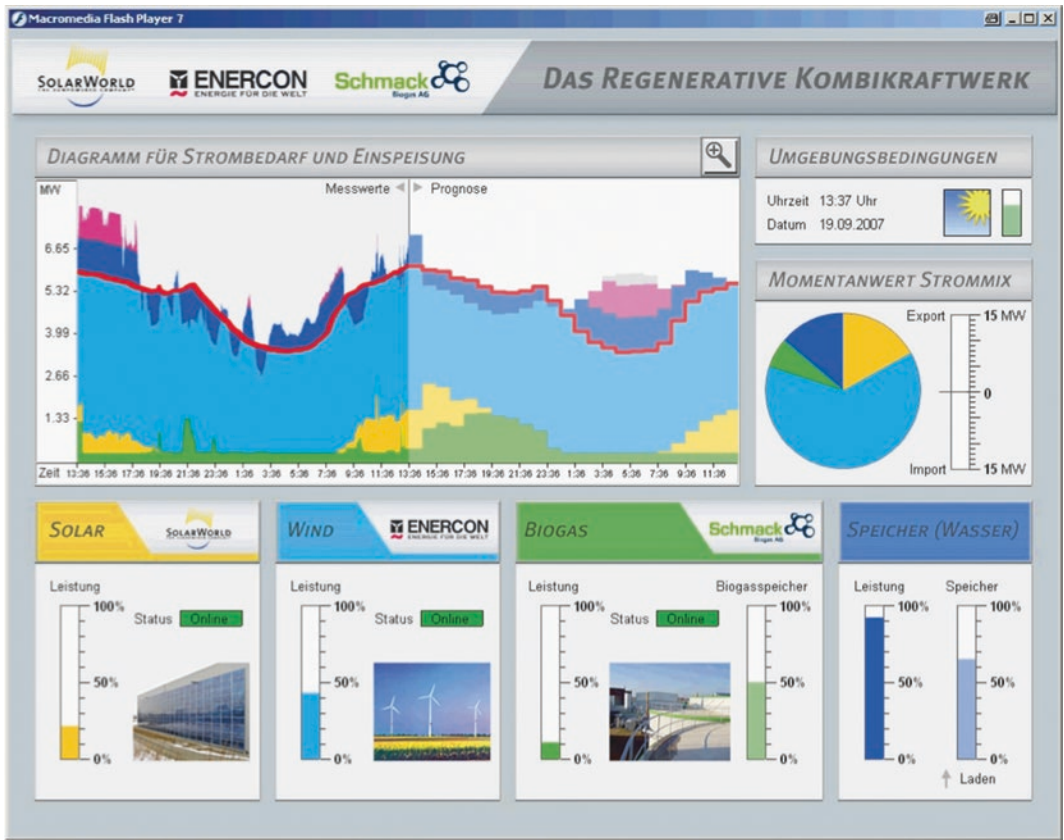 Macromedia Flash Player 7
SOLARWORLD
ENERCON
ENERGIE FÜR DIE WELT
Schmack
Biogas AG
DAS REGENERATIVE KOMBIKRAFTWERK
DIAGRAMM FÜR STROMBEDARF UND EINSPEISUNG
MW
Messwerte
Prognose
6.65
5.32
3.99
2.66
1.33
Zeit 13:36 15:36 17:36 19:36 21:36 23:36 1:36 3:36 5:36 7:36 9:36 11:36 13:36 15:36 17:36 19:36 21:36 23:36 1:36 3:36 5:36 7:36 9:36 11:36
UMGEBUNGSBEDINGUNGEN
Uhrzeit 13:37 Uhr
Datum 19.09.2007
MOMENTANWERT STROMMIX
Export 15 MW
0
Import 15 MW
SOLAR
SOLARWORLD
Leistung
100%
Status Online
50%
0%
WIND
ENERCON
ENERGIE FÜR DIE WELT
Leistung
100%
Status Online
50%
0%
BIOGAS
Schmack
Biogas AG
Leistung Biogasspeicher
100% 100%
Status Online
50% 50%
0% 0%
SPEICHER (WASSER)
Leistung Speicher
100% 100%
50% 50%
0% 0%
Laden